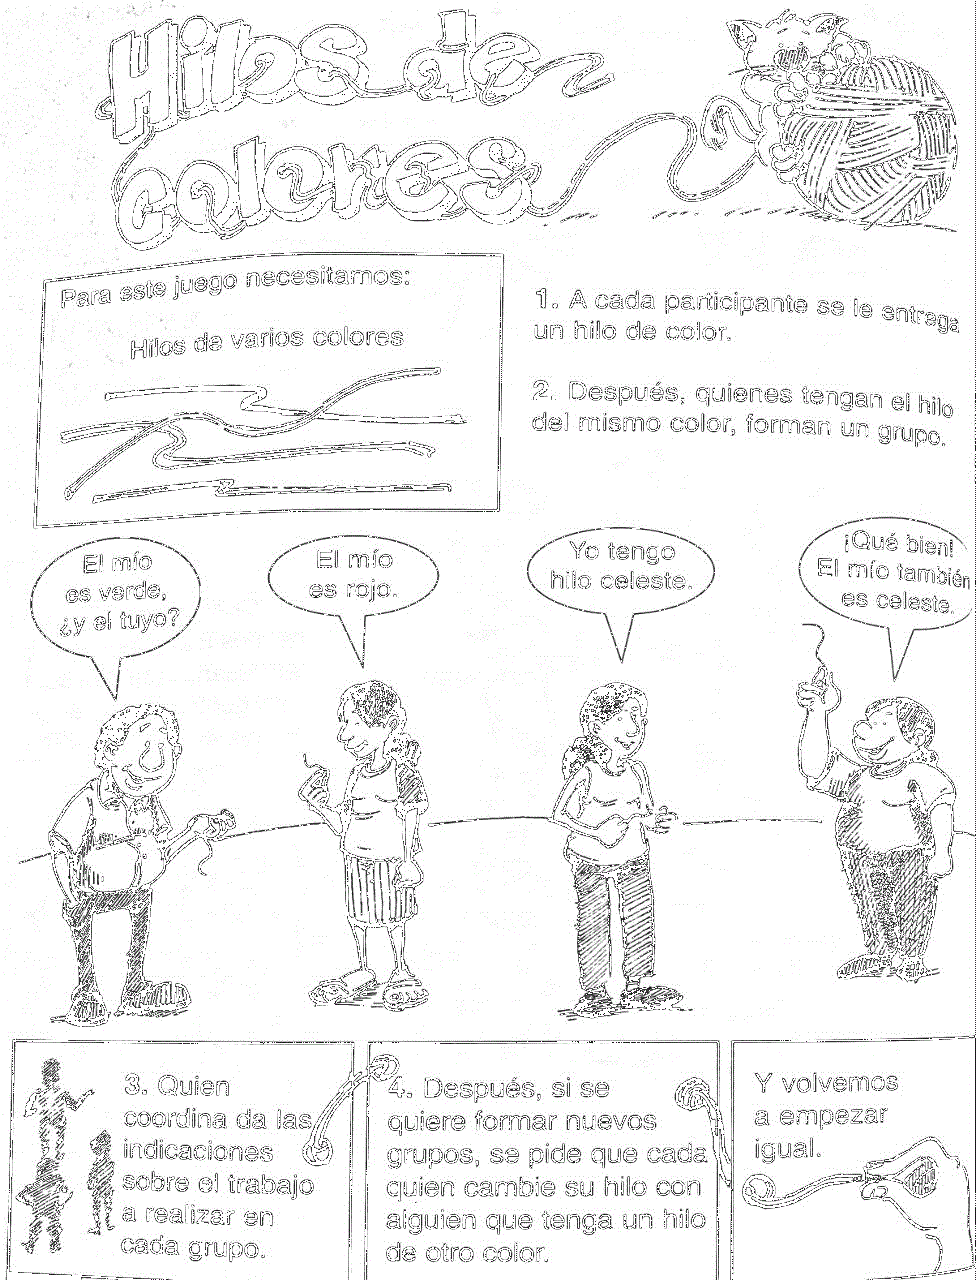 Hilos de
colores
Para este juego necesitamos:
Hilos de varios colores
1. A cada participante se le entrega
un hilo de color.
2. Después, quienes tengan el hilo
del mismo color, forman un grupo.
El mío
es verde,
¿y el tuyo?
El mío
es rojo.
Yo tengo
hilo celeste.
¡Qué bien!
El mío también
es celeste.
3. Quien
coordina da las
indicaciones
sobre el trabajo
a realizar en
cada grupo.
4. Después, si se
quiere formar nuevos
grupos, se pide que cada
quien cambie su hilo con
alguien que tenga un hilo
de otro color.
Y volvemos
a empezar
igual.